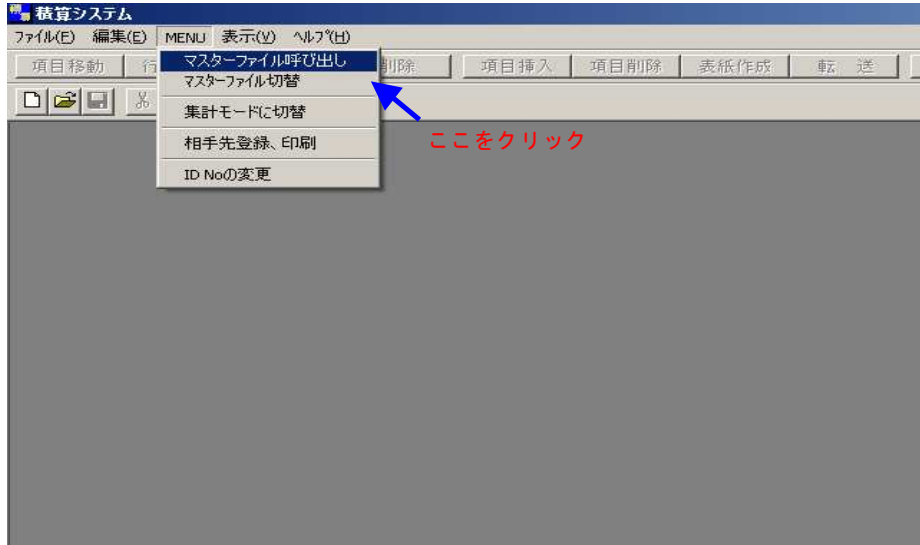 積算システム
ファイル(F) 編集(E) MENU 表示(V) ヘルプ(H)
項目移動 行 削除 項目挿入 項目削除 表紙作成 転 送
マスターファイル呼び出し
マスターファイル切替
集計モードに切替
相手先登録、印刷
ID Noの変更
ここをクリック